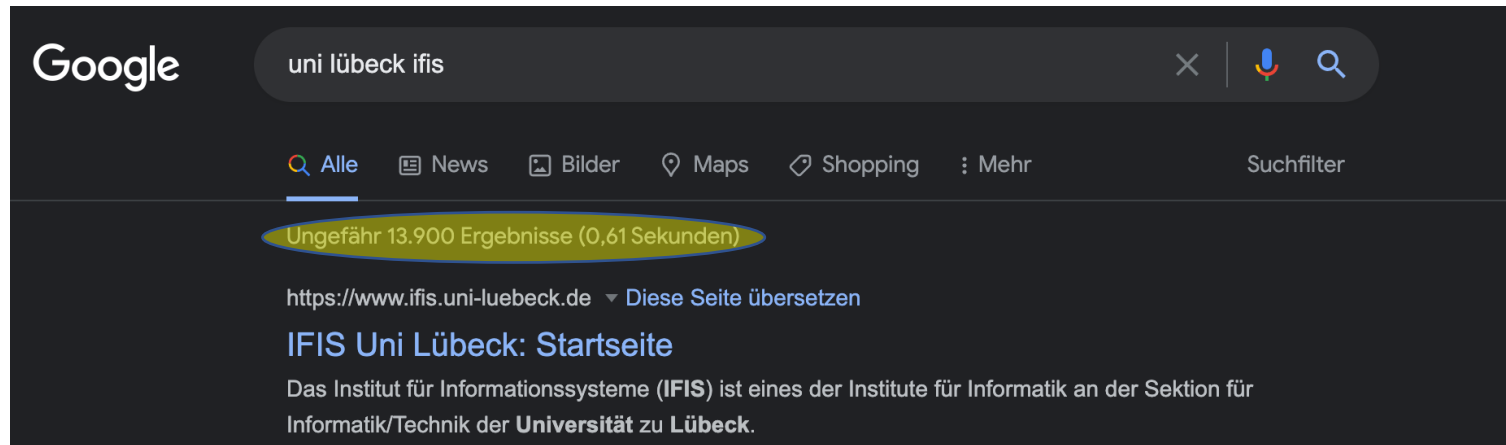 Google
uni lübeck ifis
Alle News Bilder Maps Shopping Mehr Suchfilter
Ungefähr 13.900 Ergebnisse (0,61 Sekunden)
https://www.ifis.uni-luebeck.de Diese Seite übersetzen
IFIS Uni Lübeck: Startseite
Das Institut für Informationssysteme (IFIS) ist eines der Institute für Informatik an der Sektion für
Informatik/Technik der Universität zu Lübeck.